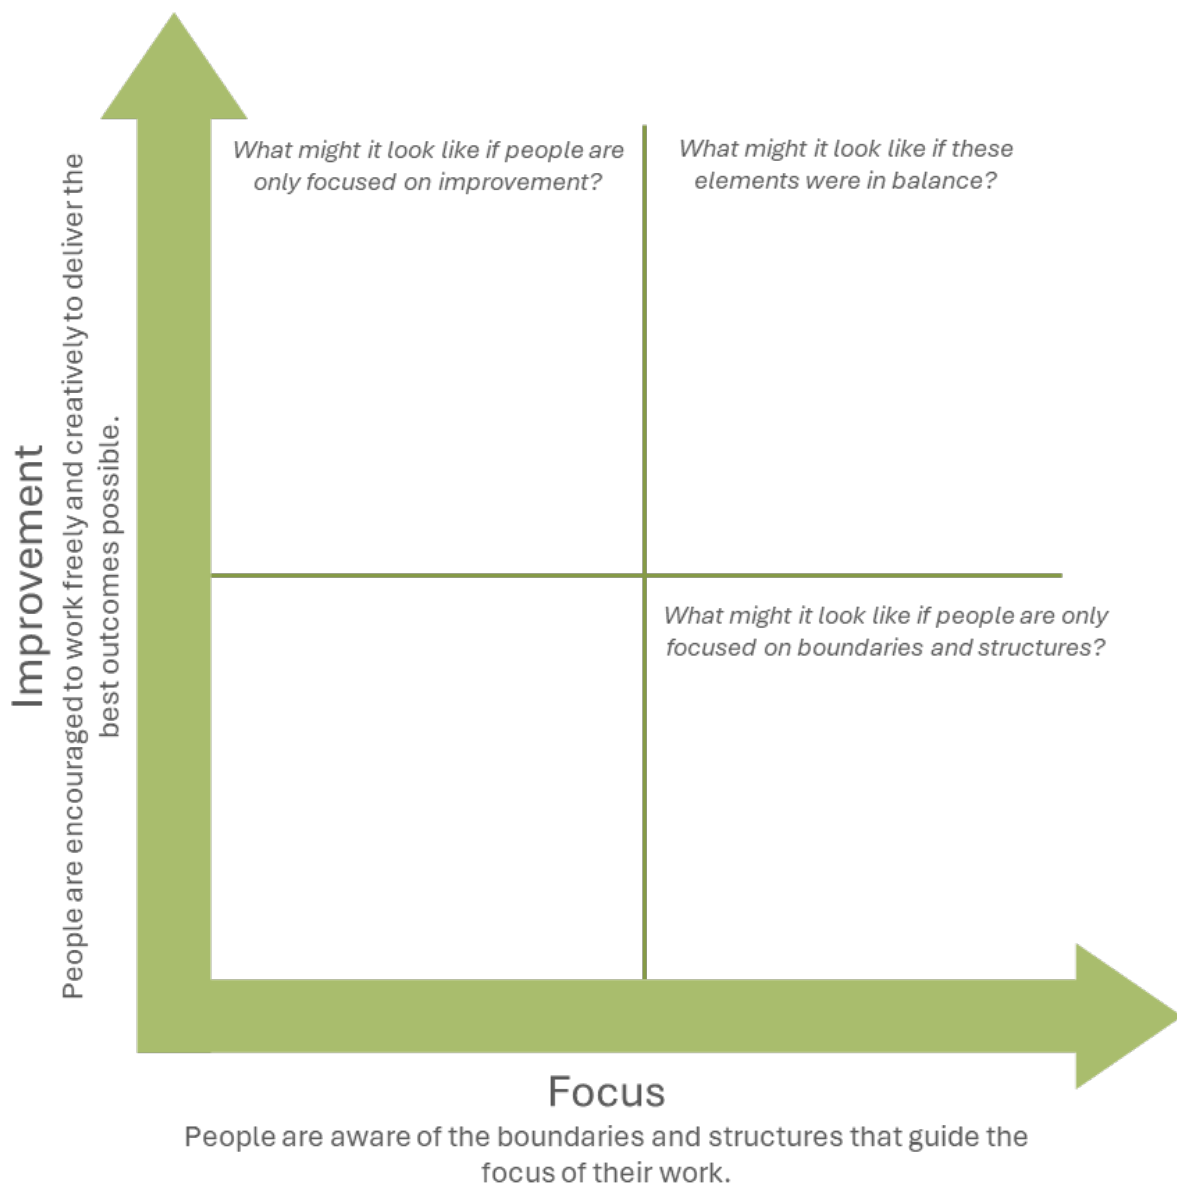 Improvement
People are encouraged to work freely and creatively to deliver the
best outcomes possible.
What might it look like if people are
only focused on improvement?
What might it look like if these
elements were in balance?
What might it look like if people are only
focused on boundaries and structures?
Focus
People are aware of the boundaries and structures that guide the
focus of their work.